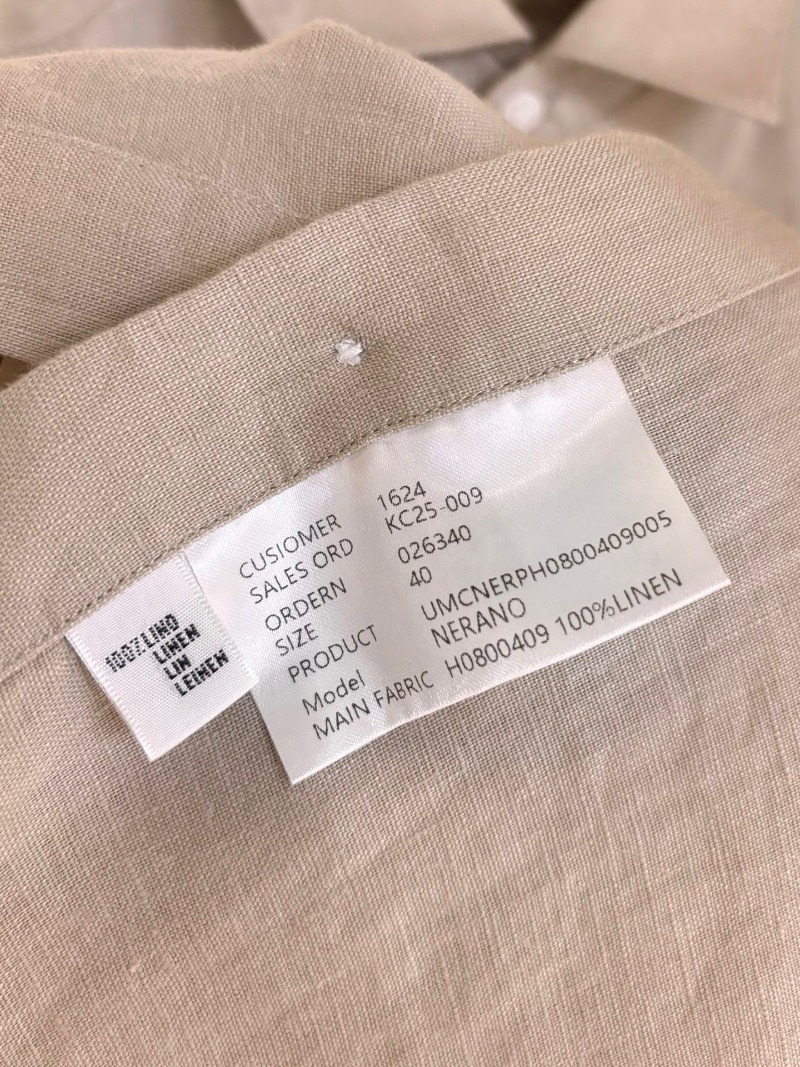 100% LINO
LINEN
LIN
LEINEN
CUSIOMER 1624
SALES ORD KC25-009
ORDERN 026340
SIZE 40
PRODUCT UMCNERPH0800409005
Model NERANO
MAIN FABRIC H0800409 100%LINEN